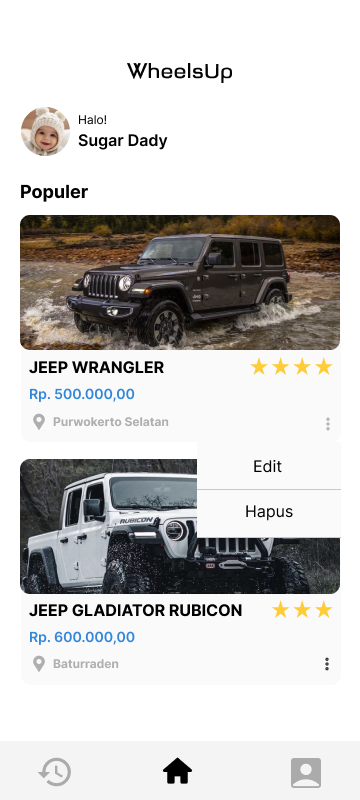 WheelsUp
Halo!
Sugar Dady
Populer
JEEP WRANGLER
Rp. 500.000,00
Purwokerto Selatan
Edit
Hapus
RUBICON
JEEP GLADIATOR RUBICON
Rp. 600.000,00
Baturraden